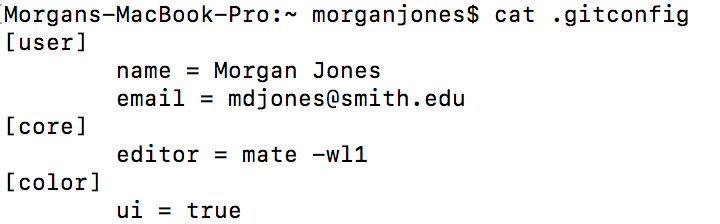 Morgans-MacBook-Pro:~ morganjones$ cat .gitconfig
[user]
        name = Morgan Jones
        email = mdjones@smith.edu
[core]
        editor = mate -wl1
[color]
        ui = true